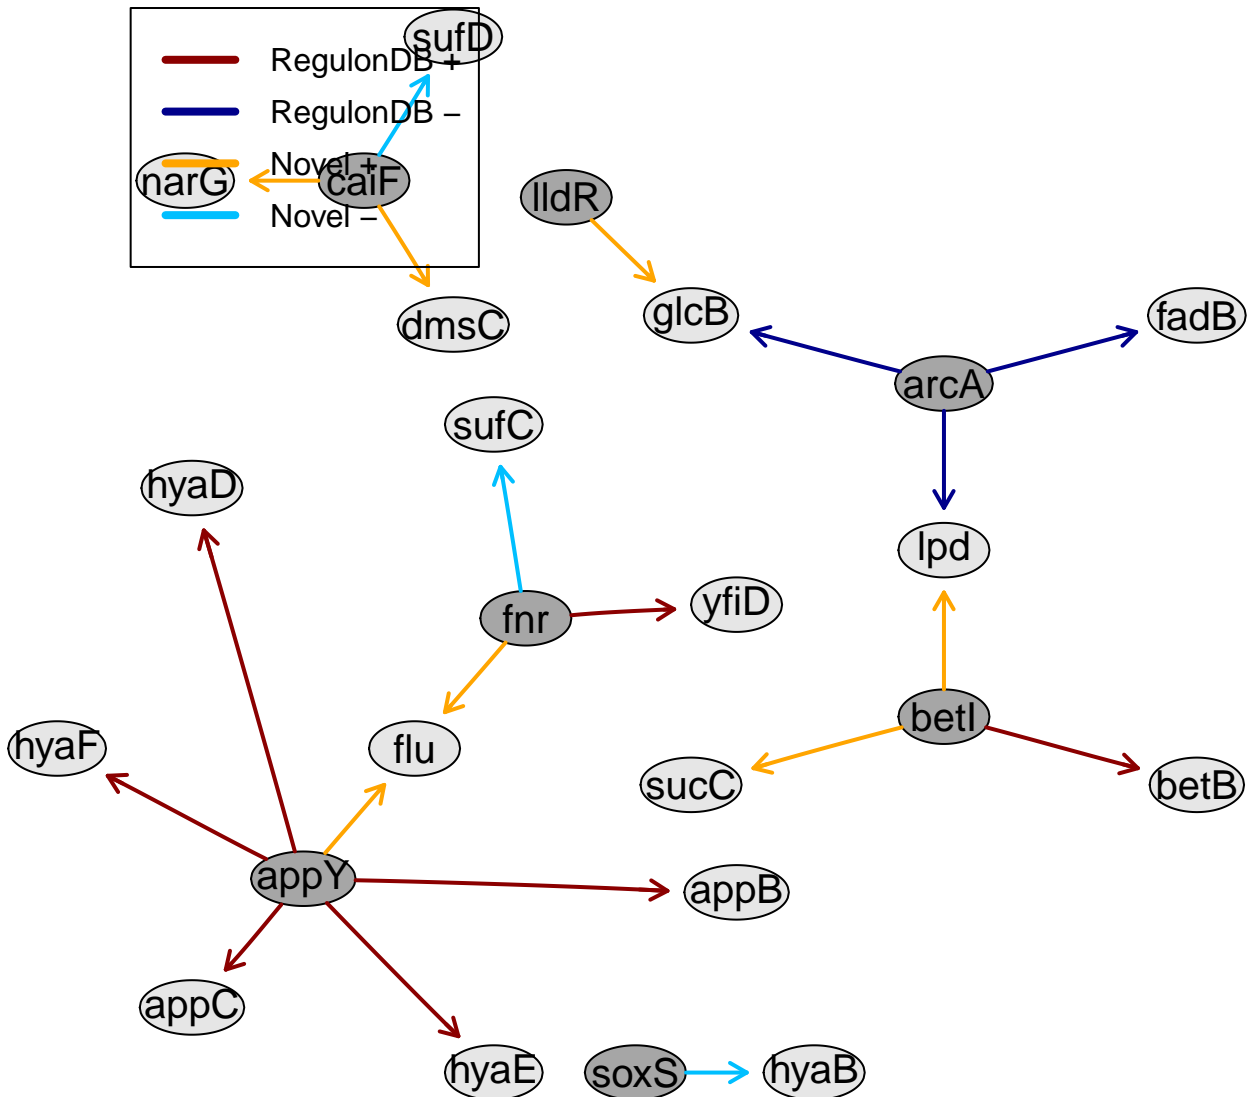 sufD
RegulonDB +
RegulonDB –
Novel +
narG
caiF
Novel –
lldR
dmsC
glcB
fadB
arcA
sufC
hyaD
lpd
yfiD
fnr
betI
hyaF
flu
sucC
betB
appY
appB
appC
hyaE
soxS
hyaB